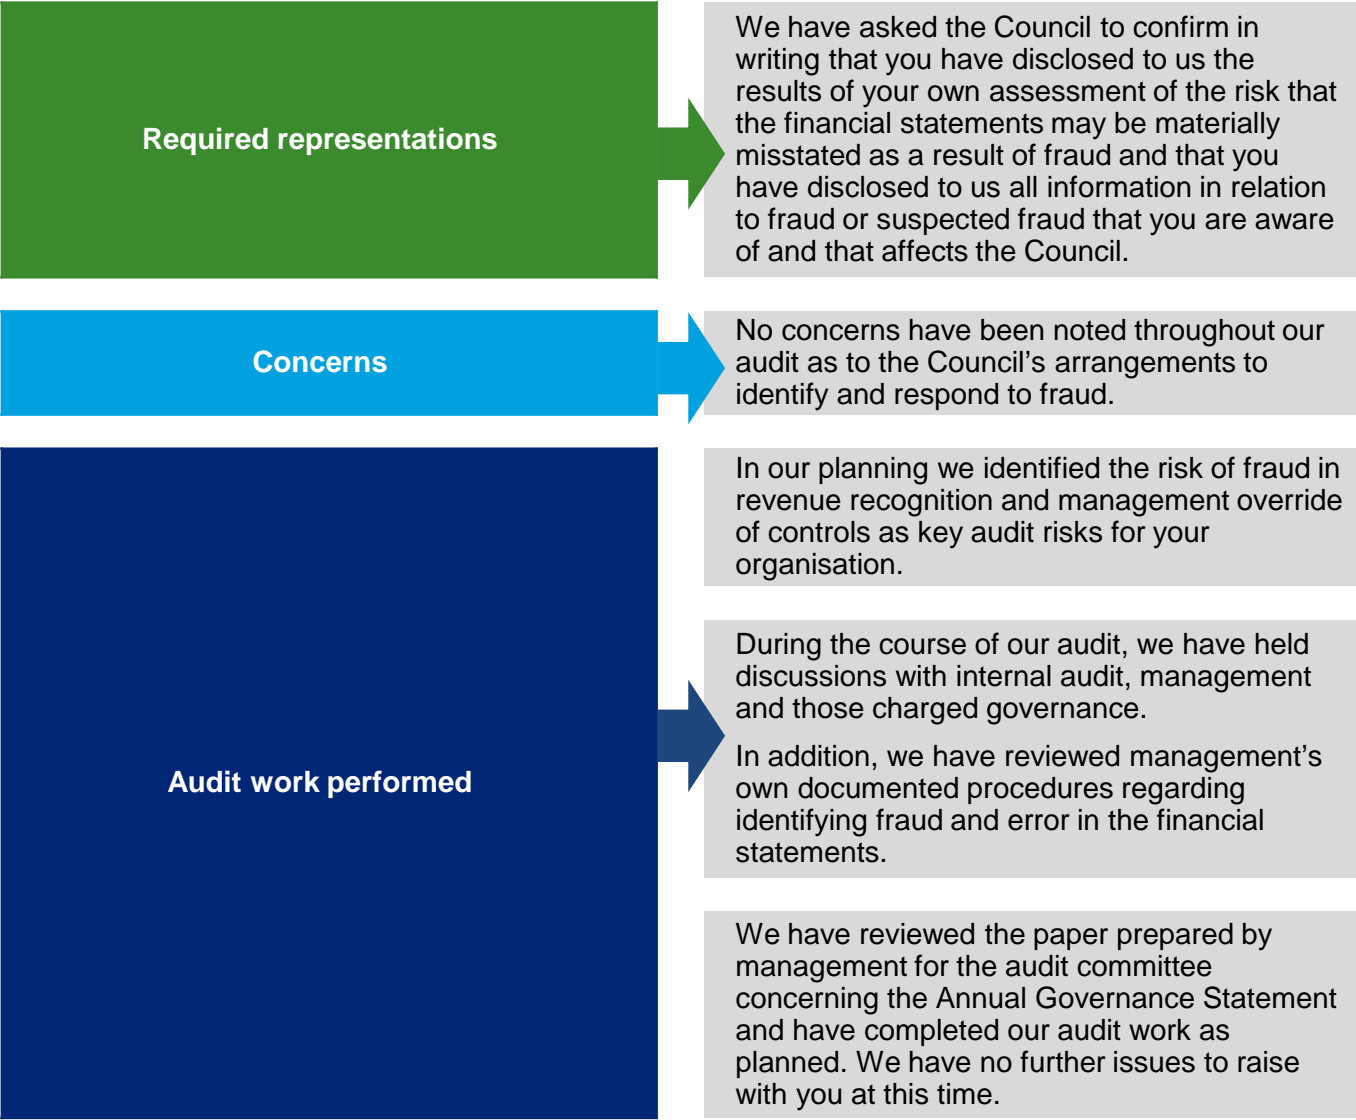 Required representations
We have asked the Council to confirm in
writing that you have disclosed to us the
results of your own assessment of the risk that
the financial statements may be materially
misstated as a result of fraud and that you
have disclosed to us all information in relation
to fraud or suspected fraud that you are aware
of and that affects the Council.
Concerns
No concerns have been noted throughout our
audit as to the Council’s arrangements to
identify and respond to fraud.
Audit work performed
In our planning we identified the risk of fraud in
revenue recognition and management override
of controls as key audit risks for your
organisation.
During the course of our audit, we have held
discussions with internal audit, management
and those charged governance.
In addition, we have reviewed management’s
own documented procedures regarding
identifying fraud and error in the financial
statements.
We have reviewed the paper prepared by
management for the audit committee
concerning the Annual Governance Statement
and have completed our audit work as
planned. We have no further issues to raise
with you at this time.